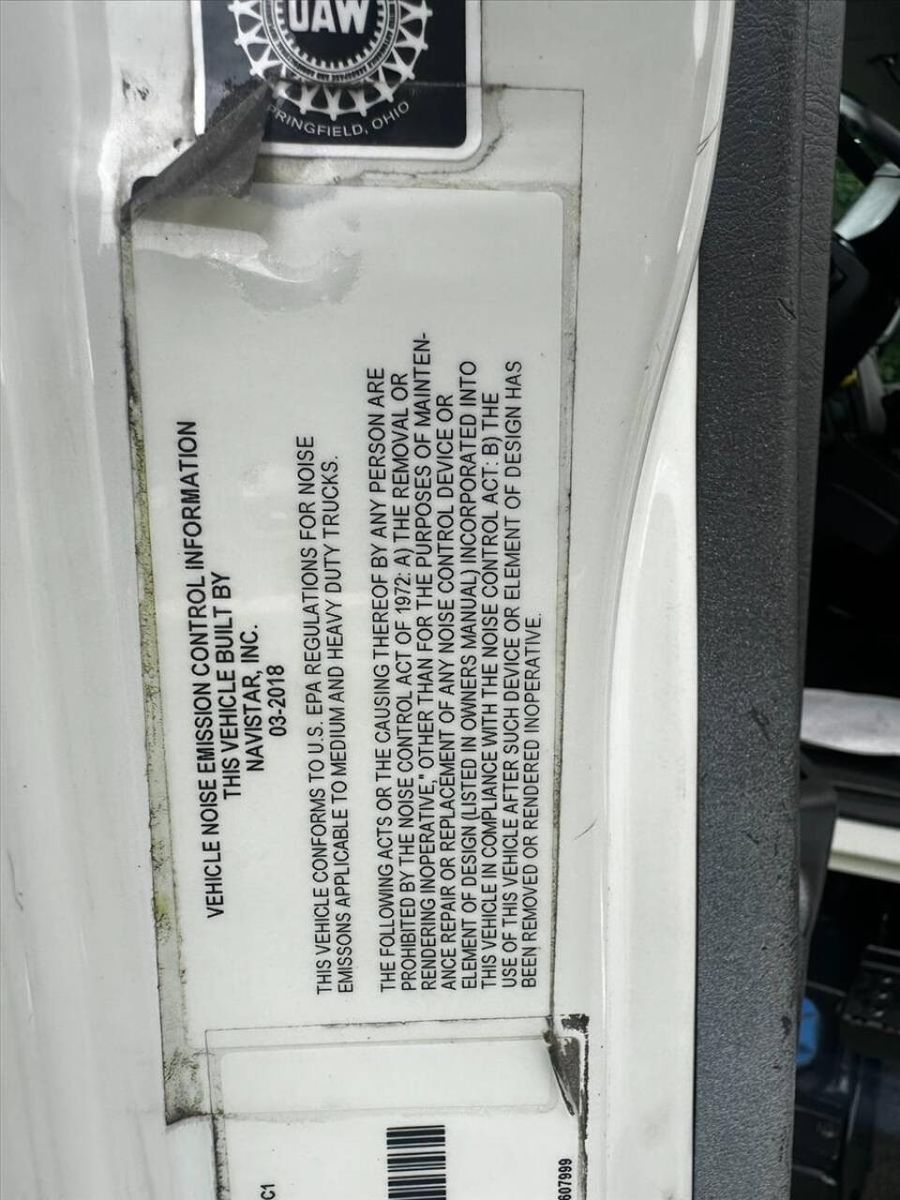 UAW
SPRINGFIELD, OHIO
VEHICLE NOISE EMISSION CONTROL INFORMATION
THIS VEHICLE BUILT BY
NAVISTAR, INC.
03-2018
THIS VEHICLE CONFORMS TO U.S. EPA REGULATIONS FOR NOISE
EMISSONS APPLICABLE TO MEDIUM AND HEAVY DUTY TRUCKS.
THE FOLLOWING ACTS OR THE CAUSING THEREOF BY ANY PERSON ARE
PROHIBITED BY THE NOISE CONTROL ACT OF 1972: A) THE REMOVAL OR
RENDERING INOPERATIVE," OTHER THAN FOR THE PURPOSES OF MAINTEN-
ANCE REPAIR OR REPLACEMENT OF ANY NOISE CONTROL DEVICE OR
ELEMENT OF DESIGN (LISTED IN OWNERS MANUAL) INCORPORATED INTO
THIS VEHICLE IN COMPLIANCE WITH THE NOISE CONTROL ACT: B) THE
USE OF THIS VEHICLE AFTER SUCH DEVICE OR ELEMENT OF DESIGN HAS
BEEN REMOVED OR RENDERED INOPERATIVE.
C1
607999